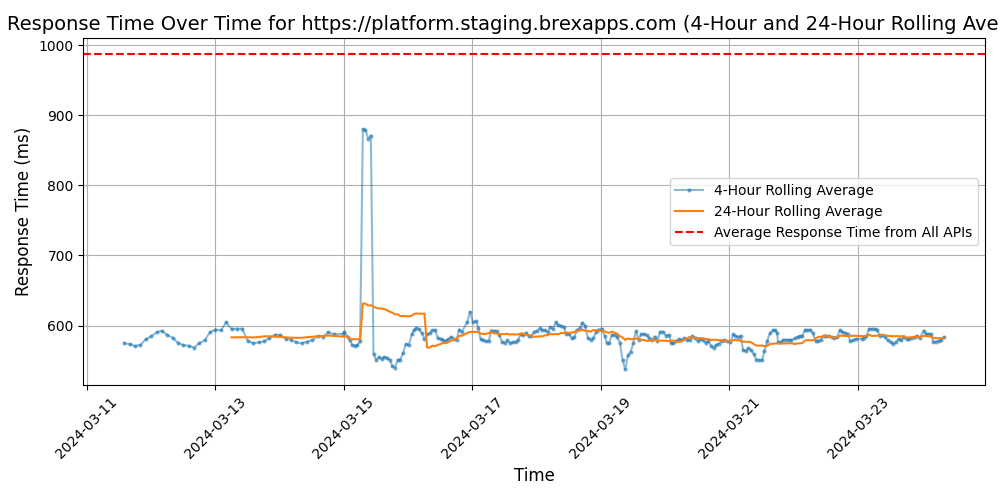 Response Time Over Time for https://platform.staging.brexapps.com (4-Hour and 24-Hour Rolling Ave
Response Time (ms)
1000
900
800
700
600
4-Hour Rolling Average
24-Hour Rolling Average
Average Response Time from All APIs
2024-03-11
2024-03-13
2024-03-15
2024-03-17
2024-03-19
2024-03-21
2024-03-23
Time